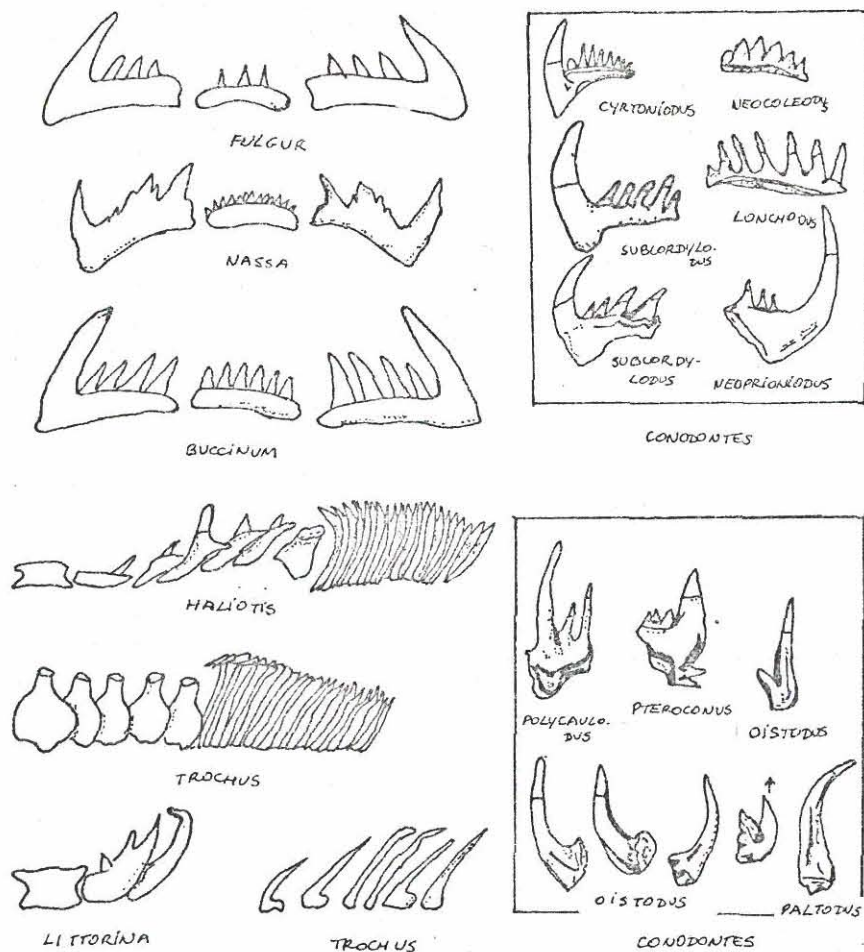 FULGUR
NASSA
BUCCINUM
HALIOTIS
TROCHUS
LITTORINA
TROCHUS
CYRTONIODUS
NEOCOLEODUS
SUBCORDYLO-
DUS
LONCHODUS
SUBCORDY-
LODUS
NEOPRIONIODUS
CONODONTES
POLYCAULO-
DUS
PTEROCONUS
OISTODUS
OISTODUS
PALTODUS
CONODONTES